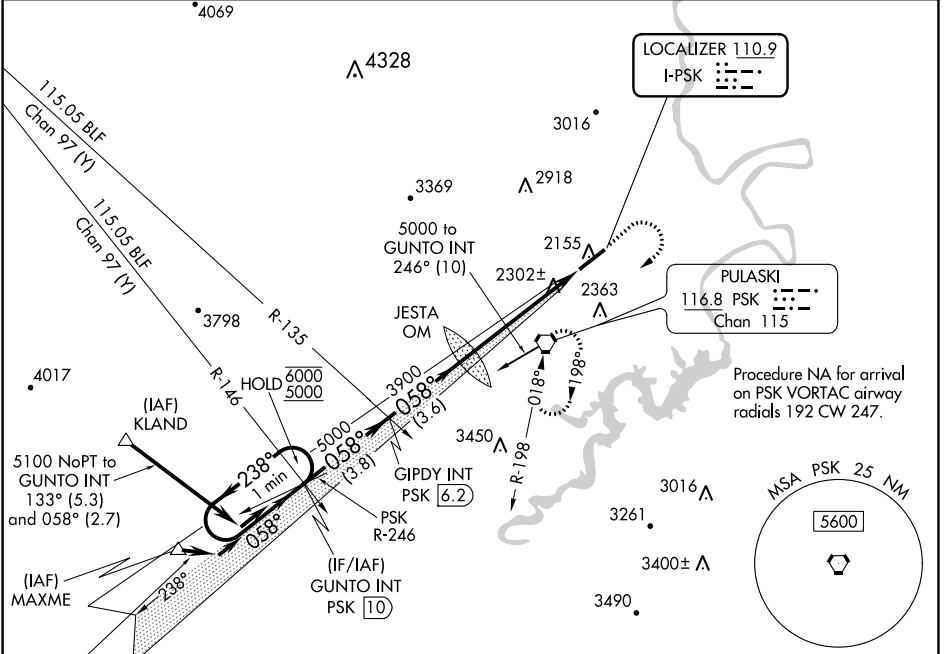 4069
4328
LOCALIZER 110.9
I-PSK
115.05 BLF
Chan 97 (Y)
3016
2918
3369
115.05 BLF
Chan 97 (Y)
5000 to
GUNTO INT
246° (10)
2155
2302±
2363
PULASKI
116.8 PSK
Chan 115
JESTA
OM
R-135
3798
R-146
4017
HOLD 6000
5000
3900
058°
(3.6)
018°
198°
Procedure NA for arrival
on PSK VORTAC airway
radials 192 CW 247.
(IAF)
KLAND
5100 NoPT to
GUNTO INT
133° (5.3)
and 058° (2.7)
238°
1 min
5000
058°
(3.8)
GIPDY INT
PSK 6.2
3450
R-198
PSK
R-246
058°
(IF/IAF)
GUNTO INT
PSK 10
(IAF)
MAXME
238°
3016
3261
3400±
3490
MSA PSK 25 NM
5600